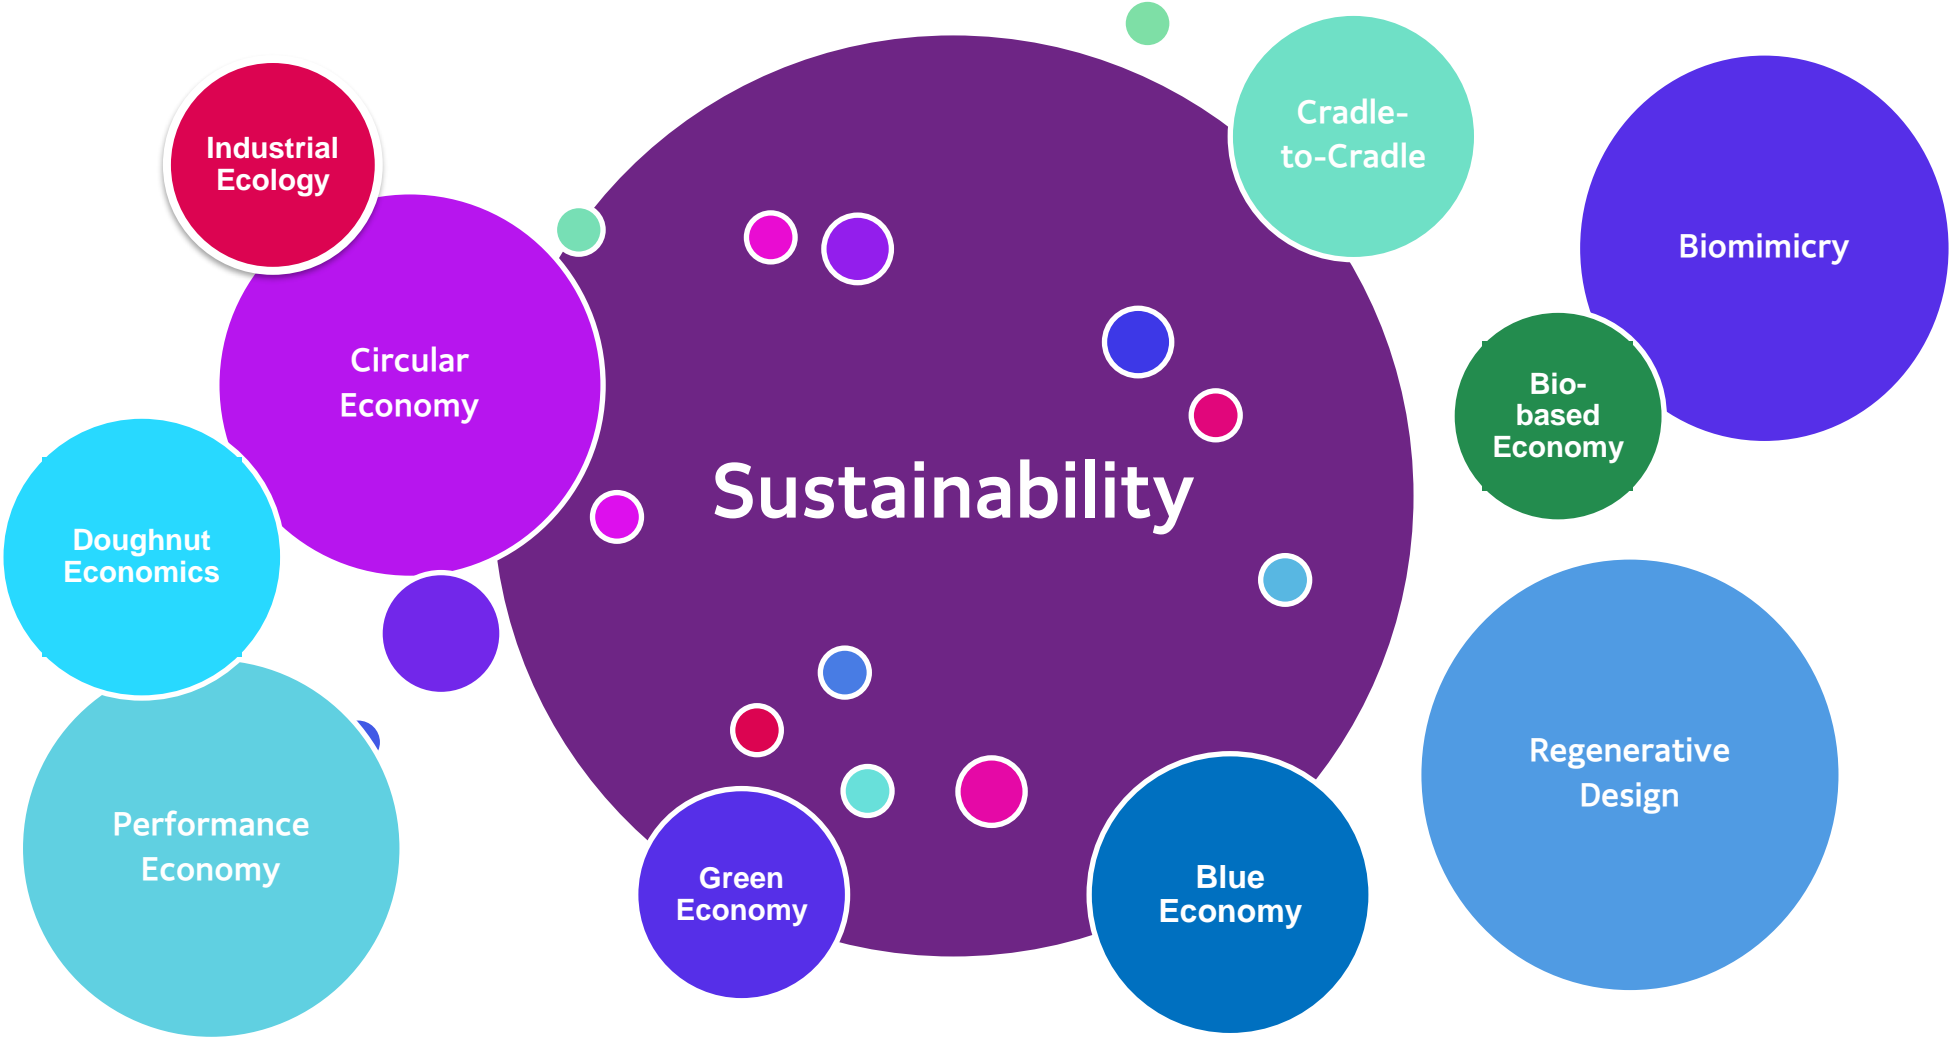 Industrial
Ecology
Cradle-
to-Cradle
Biomimicry
Circular
Economy
Bio-
based
Economy
Sustainability
Doughnut
Economics
Performance
Economy
Green
Economy
Blue
Economy
Regenerative
Design